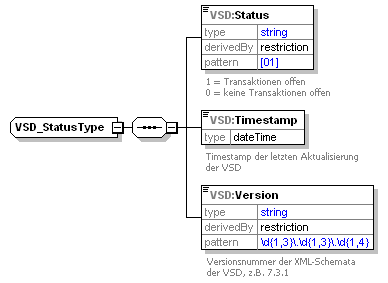 VSD:Status
type string
derivedBy restriction
pattern [01]
1 = Transaktionen offen
0 = keine Transaktionen offen
VSD_StatusType
VSD:Timestamp
type dateTime
Timestamp der letzten Aktualisierung
der VSD
VSD:Version
type string
derivedBy restriction
pattern \d{1,3}\.\d{1,3}\.\d{1,4}
Versionsnummer der XML-Schemata
der VSD, z.B. 7.3.1